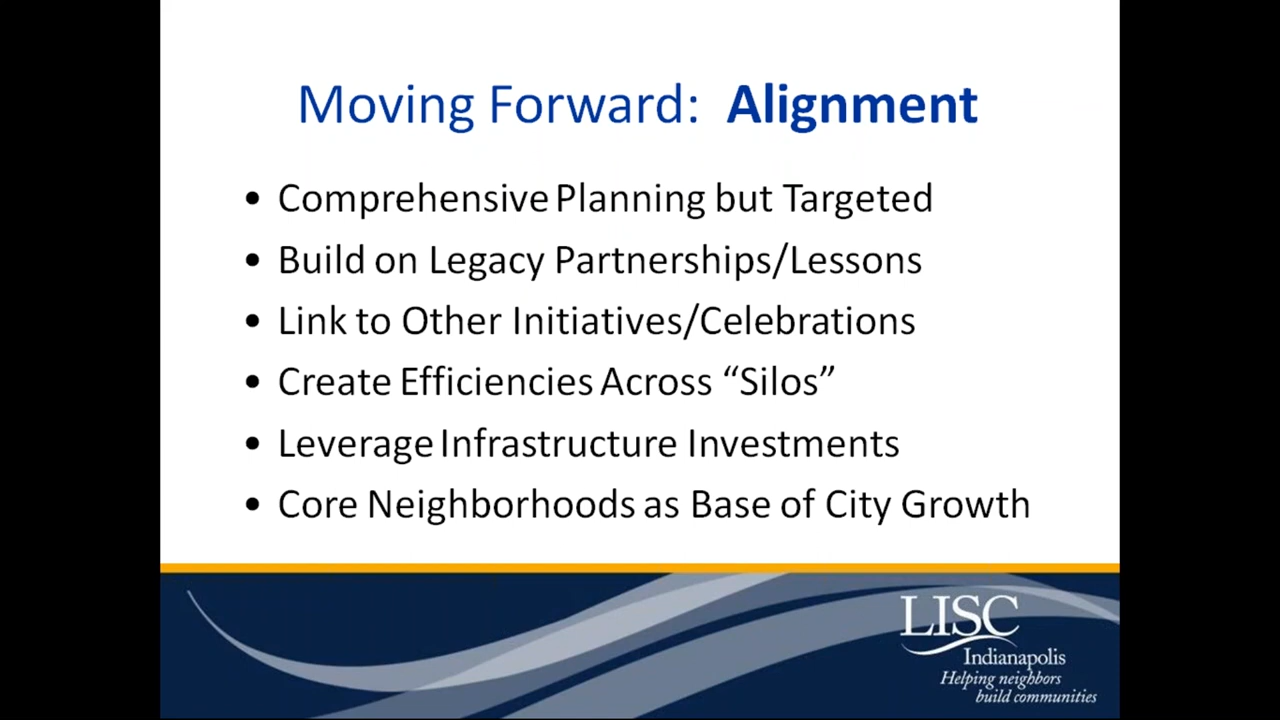 Moving Forward: Alignment
• Comprehensive Planning but Targeted
• Build on Legacy Partnerships/Lessons
• Link to Other Initiatives/Celebrations
• Create Efficiencies Across “Silos”
• Leverage Infrastructure Investments
• Core Neighborhoods as Base of City Growth
LISC
Indianapolis
Helping neighbors
build communities